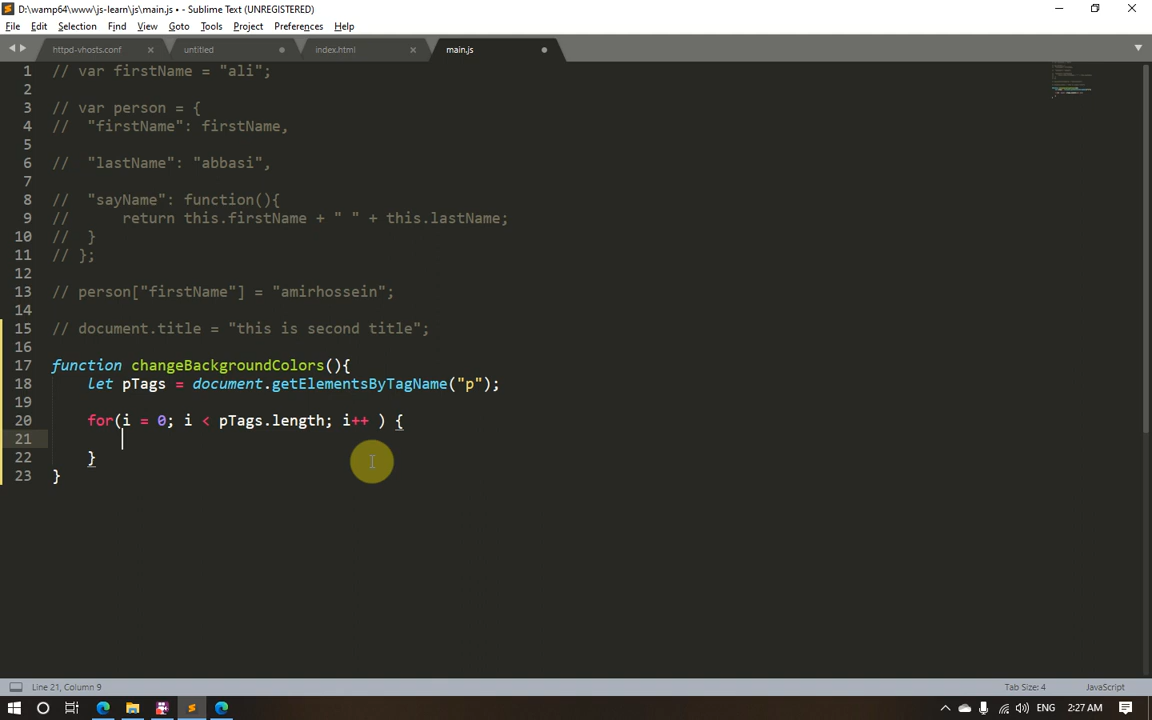 D:\wamp64\www\js-learn\js\main.js • - Sublime Text (UNREGISTERED)
File Edit Selection Find View Goto Tools Project Preferences Help
httpd-vhosts.conf untitled index.html main.js
1 // var firstName = "ali";
2
3 // var person = {
4 // "firstName": firstName,
5
6 // "lastName": "abbasi",
7
8 // "sayName": function(){
9 // return this.firstName + " " + this.lastName;
10 // }
11 // };
12
13 // person["firstName"] = "amirhossein";
14
15 // document.title = "this is second title";
16
17 function changeBackgroundColors(){
18 let pTags = document.getElementsByTagName("p");
19
20 for(i = 0; i < pTags.length; i++ ) {
21
22 }
23 }
Line 21, Column 9 Tab Size: 4 JavaScript
ENG 2:27 AM